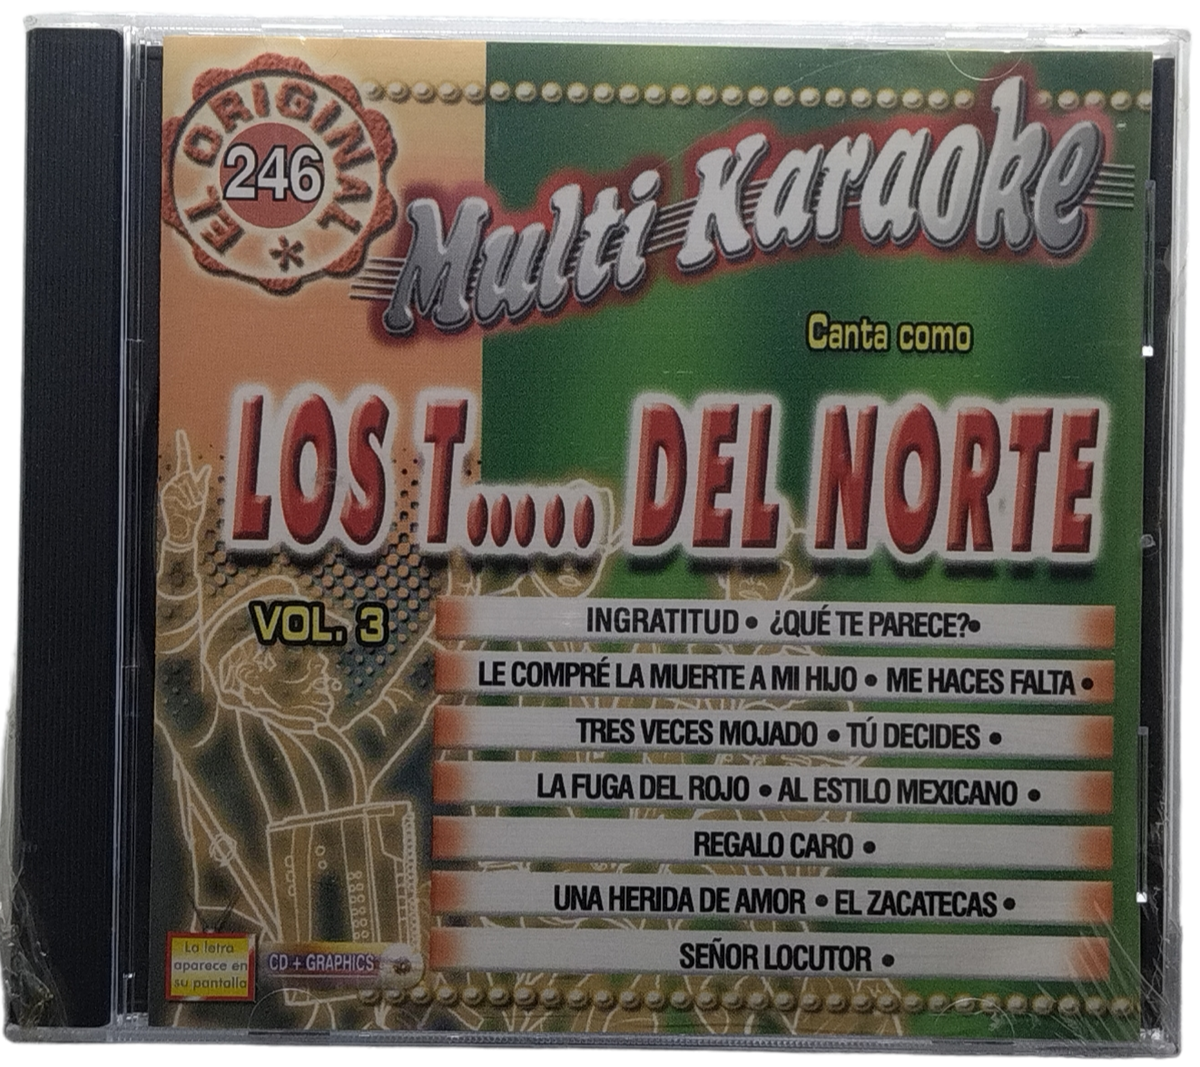 EL ORIGINAL *
246
Multi Karaoke
Canta como
LOS T..... DEL NORTE
VOL. 3
INGRATITUD • ¿QUÉ TE PARECE?•
LE COMPRÉ LA MUERTE A MI HIJO • ME HACES FALTA •
TRES VECES MOJADO • TÚ DECIDES •
LA FUGA DEL ROJO • AL ESTILO MEXICANO •
REGALO CARO •
UNA HERIDA DE AMOR • EL ZACATECAS •
SEÑOR LOCUTOR •
La letra
aparece en
su pantalla
CD + GRAPHICS